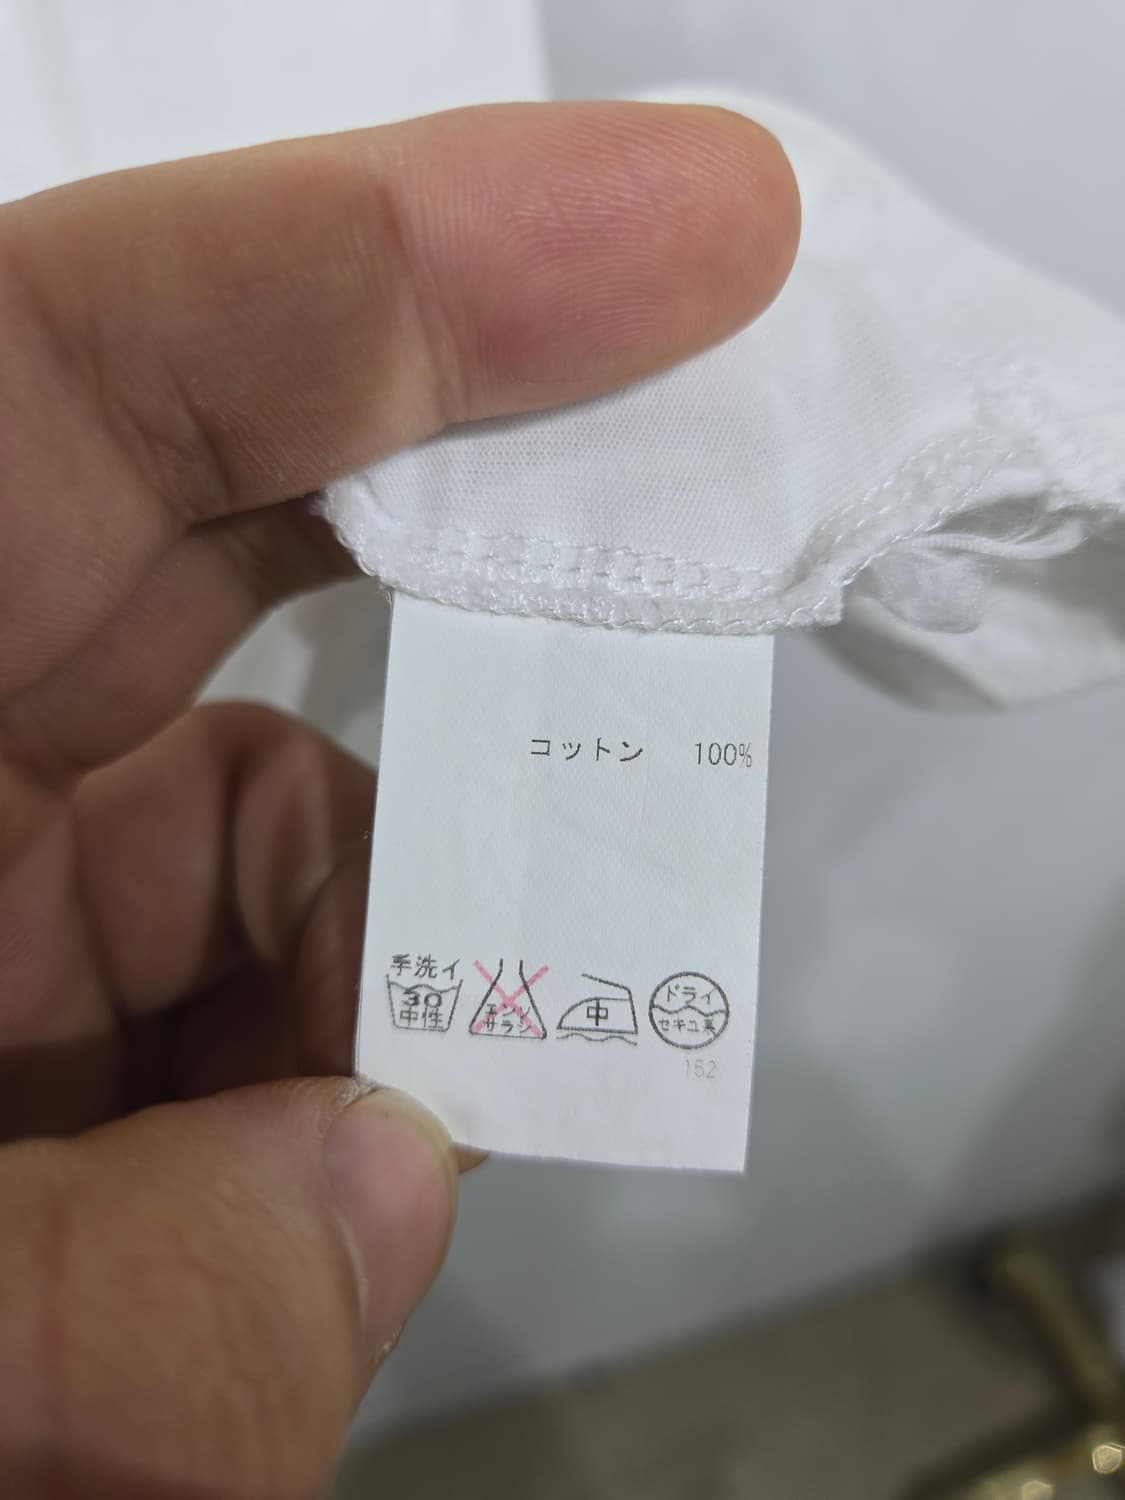 コットン 100%
手洗イ
30
中性
エンソ
サラシ
中
ドライ
セキユ系
152